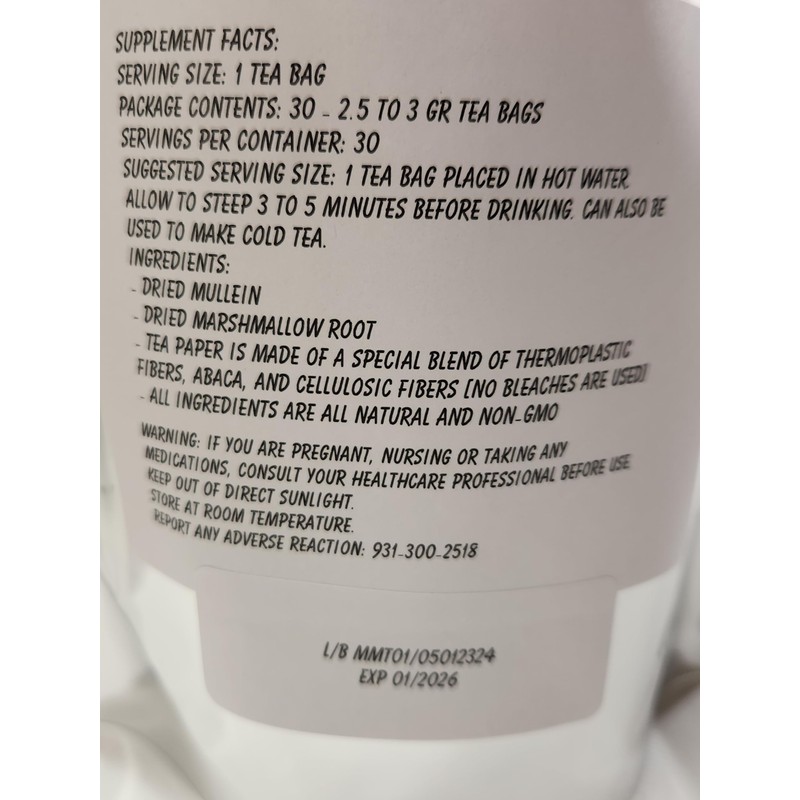 SUPPLEMENT FACTS:
SERVING SIZE: 1 TEA BAG
PACKAGE CONTENTS: 30 - 2.5 TO 3 GR TEA BAGS
SERVINGS PER CONTAINER: 30
SUGGESTED SERVING SIZE: 1 TEA BAG PLACED IN HOT WATER.
ALLOW TO STEEP 3 TO 5 MINUTES BEFORE DRINKING. CAN ALSO BE
USED TO MAKE COLD TEA.
INGREDIENTS:
- DRIED MULLEIN
- DRIED MARSHMALLOW ROOT
- TEA PAPER IS MADE OF A SPECIAL BLEND OF THERMOPLASTIC
FIBERS, ABACA, AND CELLULOSIC FIBERS [NO BLEACHES ARE USED]
- ALL INGREDIENTS ARE ALL NATURAL AND NON-GMO
WARNING: IF YOU ARE PREGNANT, NURSING OR TAKING ANY
MEDICATIONS, CONSULT YOUR HEALTHCARE PROFESSIONAL BEFORE USE.
KEEP OUT OF DIRECT SUNLIGHT.
STORE AT ROOM TEMPERATURE.
REPORT ANY ADVERSE REACTION: 931-300-2518
L/B MMT01/05012324
EXP 01/2026